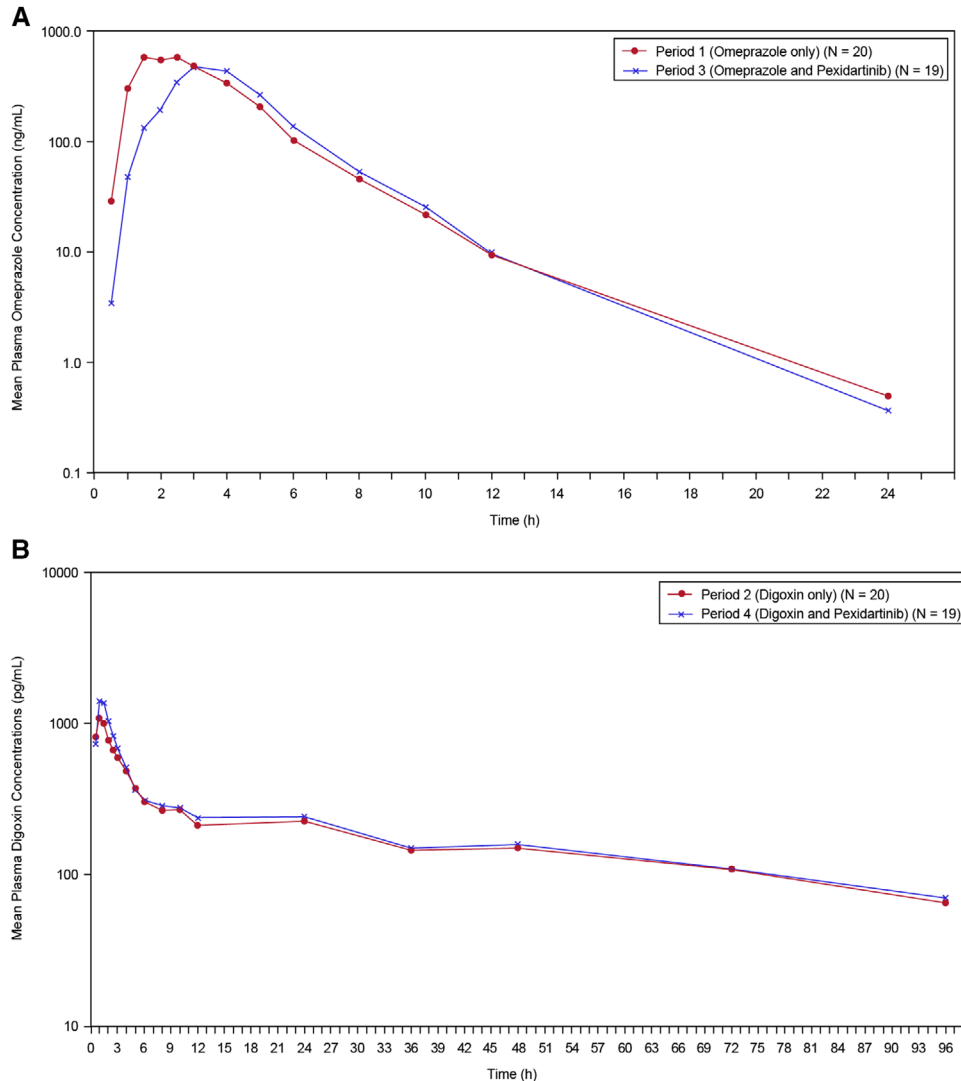 A
Mean Plasma Omeprazole Concentration (ng/mL)
1000.0
100.0
10.0
1.0
0.1
Period 1 (Omeprazole only) (N = 20)
Period 3 (Omeprazole and Pexidartinib) (N = 19)
0 2 4 6 8 10 12 14 16 18 20 22 24
Time (h)
B
Mean Plasma Digoxin Concentrations (pg/mL)
10000
1000
100
10
Period 2 (Digoxin only) (N = 20)
Period 4 (Digoxin and Pexidartinib) (N = 19)
0 3 6 9 12 15 18 21 24 27 30 33 36 39 42 45 48 51 54 57 60 63 66 69 72 75 78 81 84 87 90 93 96
Time (h)